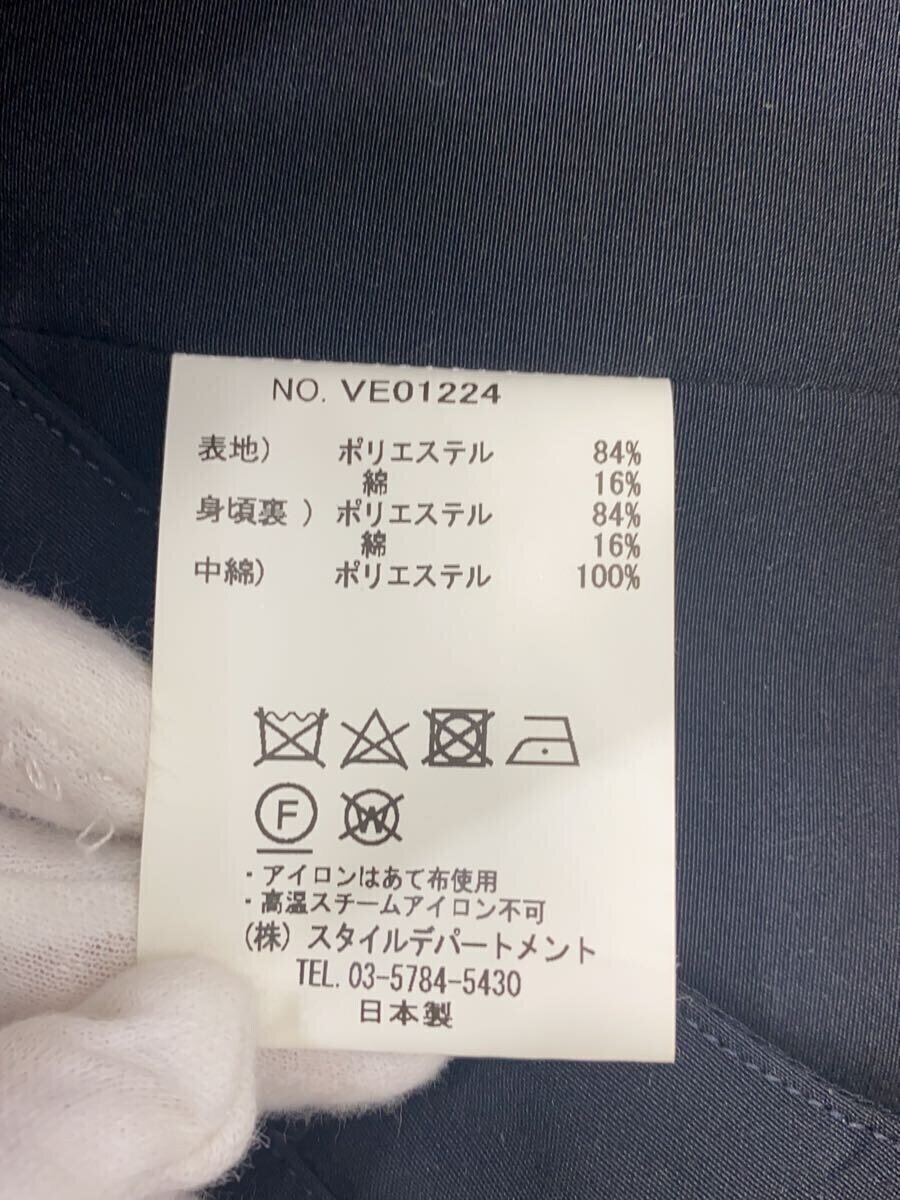 NO. VE01224
表地) ポリエステル 84%
綿 16%
身頃裏 ) ポリエステル 84%
綿 16%
中綿) ポリエステル 100%
F W
・アイロンはあて布使用
・高温スチームアイロン不可
(株) スタイルデパートメント
TEL. 03-5784-5430
日本製